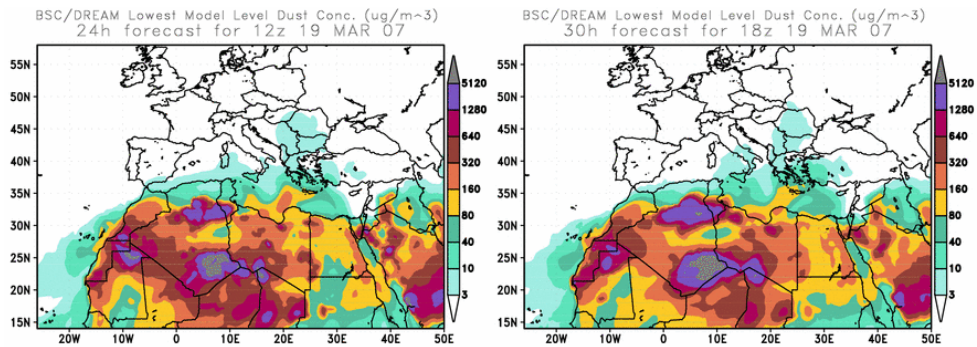 BSC/DREAM Lowest Model Level Dust Conc. (ug/m^3)
24h forecast for 12z 19 MAR 07
55N
50N
45N
40N
35N
30N
25N
20N
15N
20W
10W
0
10E
20E
30E
40E
50E
5120
1280
640
320
160
80
40
10
3
BSC/DREAM Lowest Model Level Dust Conc. (ug/m^3)
30h forecast for 18z 19 MAR 07
55N
50N
45N
40N
35N
30N
25N
20N
15N
20W
10W
0
10E
20E
30E
40E
50E
5120
1280
640
320
160
80
40
10
3